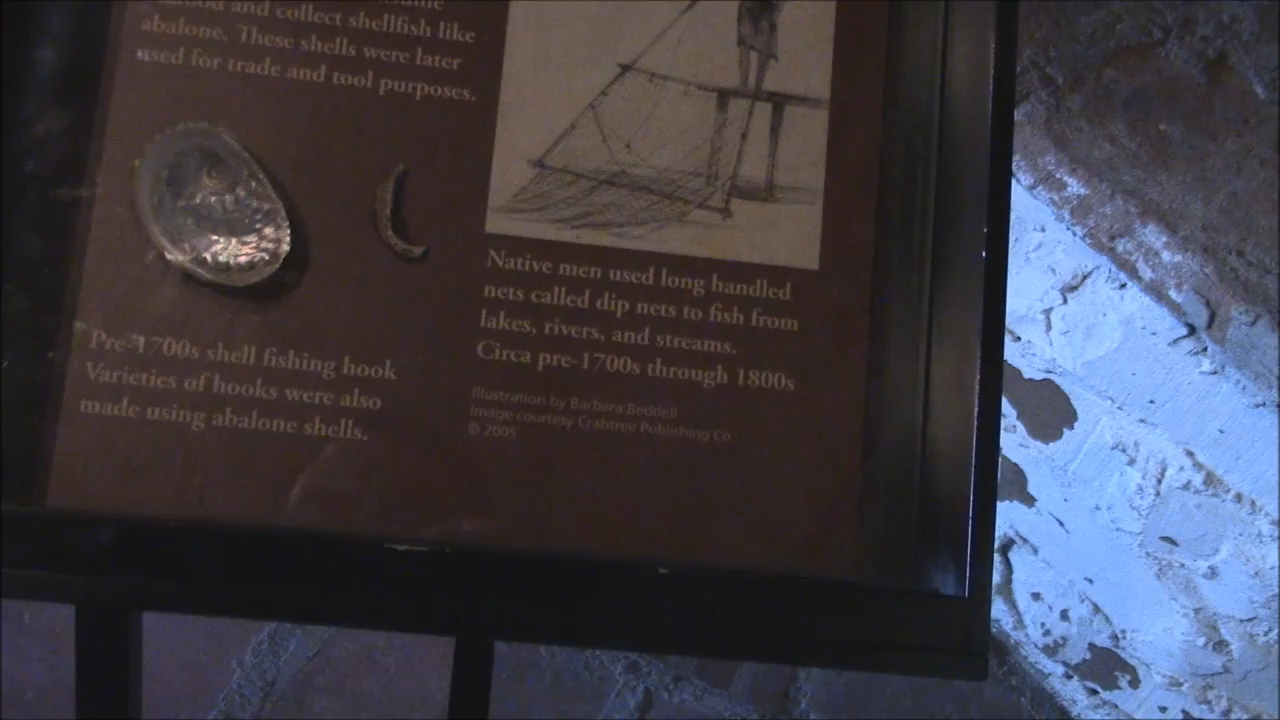 and collect shellfish like
abalone. These shells were later
used for trade and tool purposes.
Pre-1700s shell fishing hook
Varieties of hooks were also
made using abalone shells.
Native men used long handled
nets called dip nets to fish from
lakes, rivers, and streams.
Circa pre-1700s through 1800s
Illustration by Barbara Beddell
Image courtesy Crabtree Publishing Co
© 2005